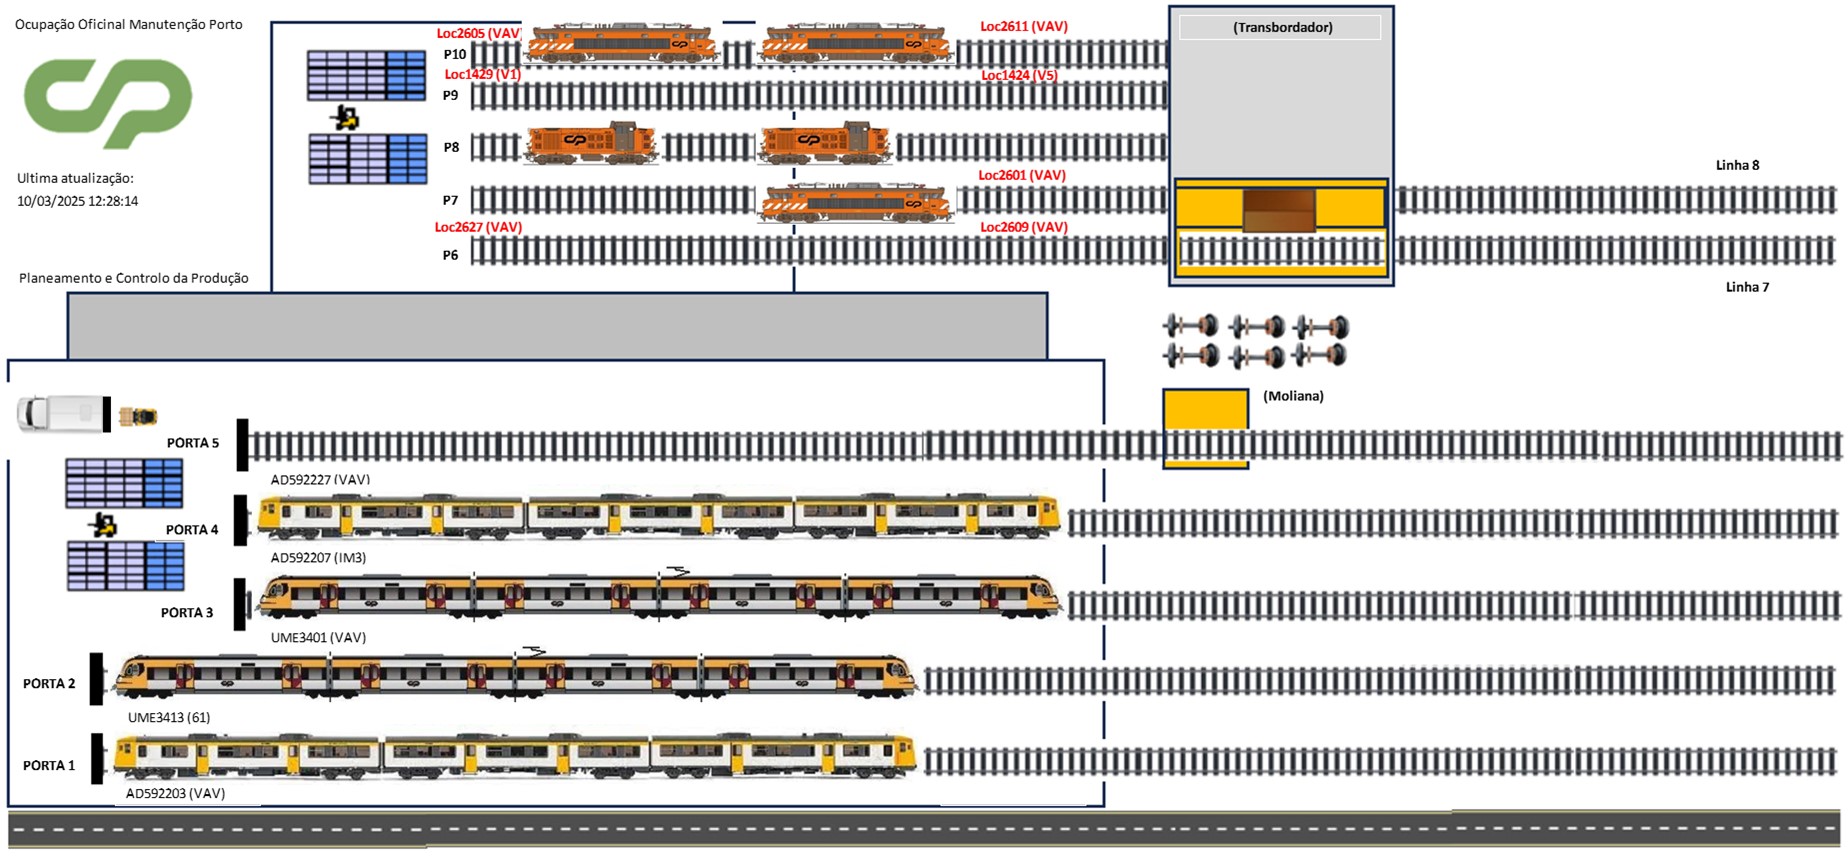 Ocupação Oficinal Manutenção Porto
CP
Ultima atualização:
10/03/2025 12:28:14
Planeamento e Controlo da Produção
Loc2605 (VAV)
Loc2611 (VAV)
P10
Loc1429 (V1)
Loc1424 (V5)
P9
P8
Loc2601 (VAV)
P7
Loc2627 (VAV)
Loc2609 (VAV)
P6
(Transbordador)
Linha 8
Linha 7
(Moliana)
PORTA 5
AD592227 (VAV)
PORTA 4
AD592207 (IM3)
PORTA 3
UME3401 (VAV)
PORTA 2
UME3413 (61)
PORTA 1
AD592203 (VAV)